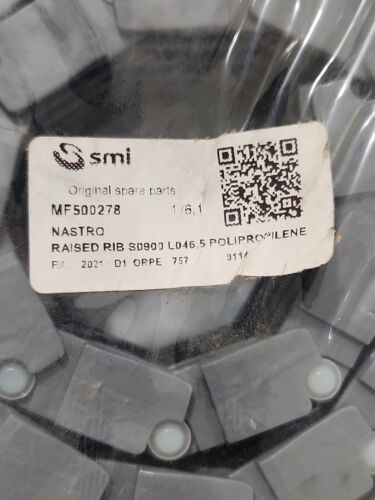 smi
Original spare parts
MF500278 1/6,1
NASTRO
RAISED RIB S0900 L046,5 POLIPROPILENE
2021 D1 ORPE 757 9114